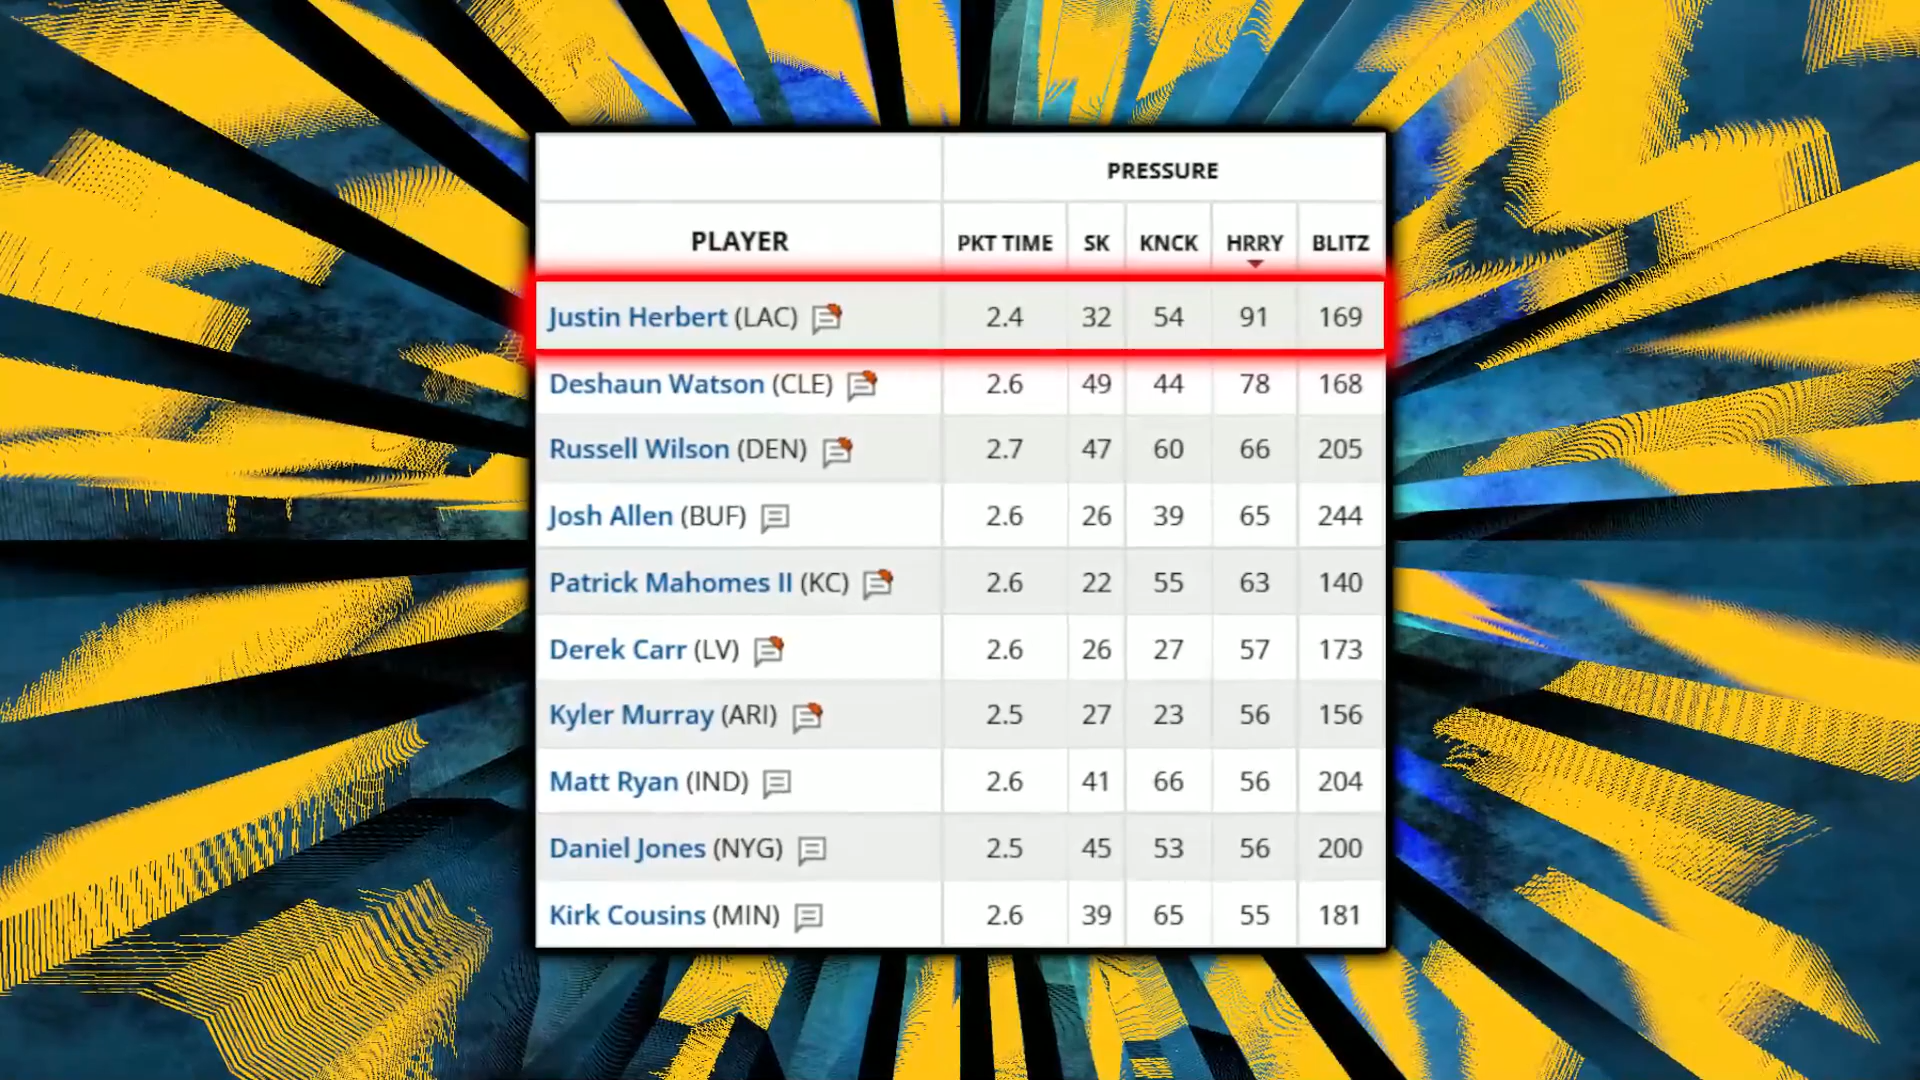 PRESSURE
PLAYER PKT TIME SK KNCK HRRY BLITZ
Justin Herbert (LAC) 2.4 32 54 91 169
Deshaun Watson (CLE) 2.6 49 44 78 168
Russell Wilson (DEN) 2.7 47 60 66 205
Josh Allen (BUF) 2.6 26 39 65 244
Patrick Mahomes II (KC) 2.6 22 55 63 140
Derek Carr (LV) 2.6 26 27 57 173
Kyler Murray (ARI) 2.5 27 23 56 156
Matt Ryan (IND) 2.6 41 66 56 204
Daniel Jones (NYG) 2.5 45 53 56 200
Kirk Cousins (MIN) 2.6 39 65 55 181